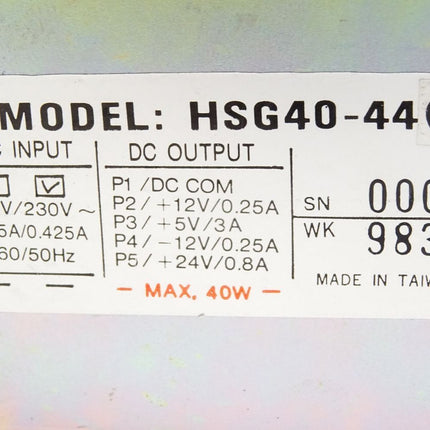 MODEL: HSG40-44
INPUT
V/230V~
5A/0.425A
60/50Hz
DC OUTPUT
P1/DC COM
P2/+12V/0.25A
P3/+5V/3A
P4/-12V/0.25A
P5/+24V/0.8A
- MAX. 40W -
SN 000
WK 983
MADE IN TAIW